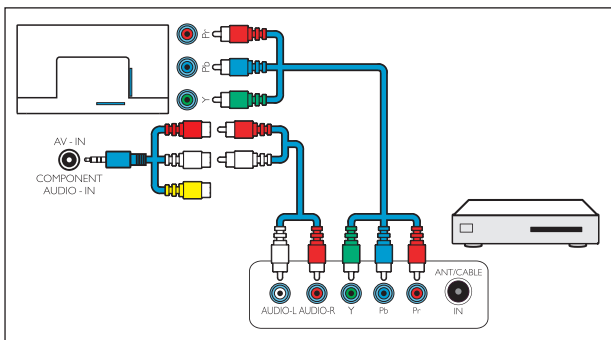 Pr
Pb
Y
AV - IN
COMPONENT
AUDIO - IN
ANT/CABLE
AUDIO-L AUDIO-R Y Pb Pr IN